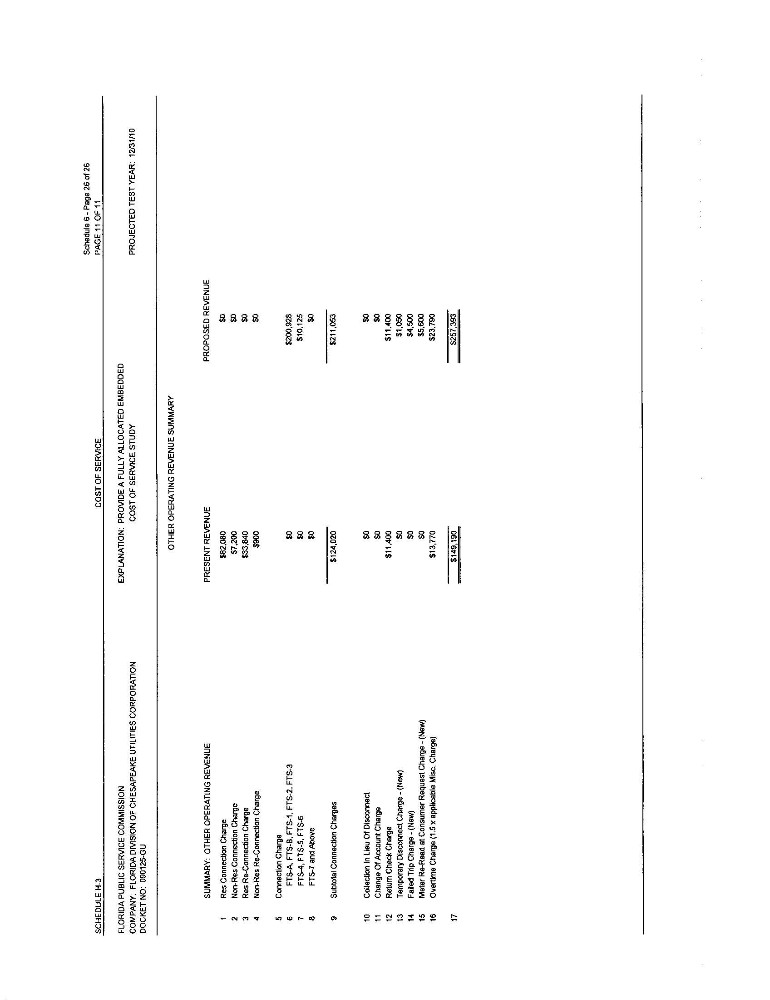 Schedule 6 - Page 26 of 26
SCHEDULE H-3 COST OF SERVICE PAGE 11 OF 11
FLORIDA PUBLIC SERVICE COMMISSION EXPLANATION: PROVIDE A FULLY ALLOCATED EMBEDDED
COMPANY: FLORIDA DIVISION OF CHESAPEAKE UTILITIES CORPORATION COST OF SERVICE STUDY PROJECTED TEST YEAR: 12/31/10
DOCKET NO: 090125-GU
OTHER OPERATING REVENUE SUMMARY
SUMMARY: OTHER OPERATING REVENUE PRESENT REVENUE PROPOSED REVENUE
1 Res Connection Charge $82,080 $0
2 Non-Res Connection Charge $7,200 $0
3 Res Re-Connection Charge $33,840 $0
4 Non-Res Re-Connection Charge $900 $0
5 Connection Charge
6 FTS-A, FTS-B, FTS-1, FTS-2, FTS-3 $0 $200,928
7 FTS-4, FTS-5, FTS-6 $0 $10,125
8 FTS-7 and Above $0 $0
9 Subtotal Connection Charges $124,020 $211,053
10 Collection In Lieu Of Disconnect $0 $0
11 Change Of Account Charge $0 $0
12 Return Check Charge $11,400 $11,400
13 Temporary Disconnect Charge - (New) $0 $1,050
14 Failed Trip Charge - (New) $0 $4,500
15 Meter Re-Read at Consumer Request Charge - (New) $0 $5,600
16 Overtime Charge (1.5 x applicable Misc. Charge) $13,770 $23,790
17 $149,190 $257,393